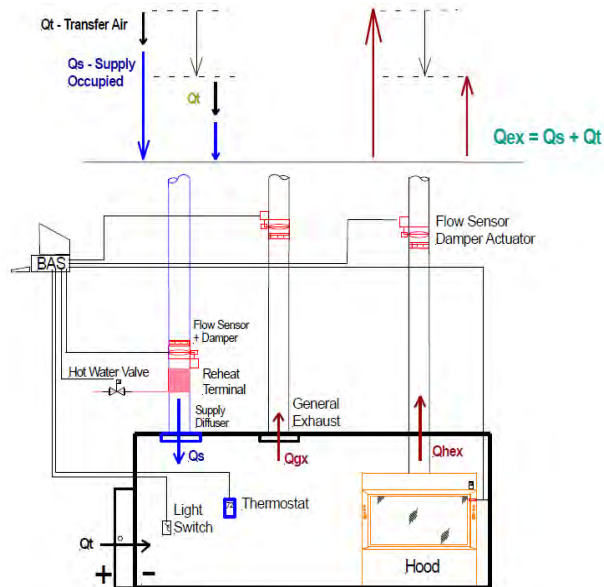 Qt - Transfer Air
Qs - Supply
Occupied
Qt
Qex = Qs + Qt
Flow Sensor
Damper Actuator
BAS
Flow Sensor
+ Damper
Hot Water Valve
Reheat
Terminal
Supply
Diffuser
General
Exhaust
Qs
Qgx
Qhex
Light
Switch
Thermostat
Qt
+ -
Hood